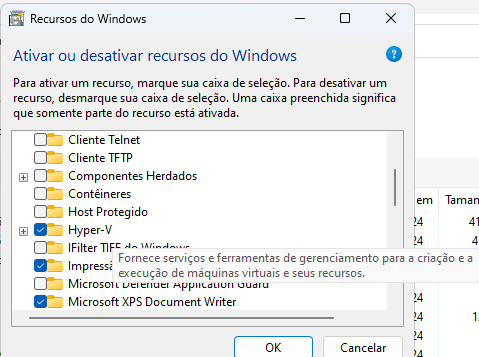 Recursos do Windows
Ativar ou desativar recursos do Windows
?
Para ativar um recurso, marque sua caixa de seleção. Para desativar um
recurso, desmarque sua caixa de seleção. Uma caixa preenchida significa
que somente parte do recurso está ativada.
Cliente Telnet
Cliente TFTP
Componentes Herdados
Contêineres
Host Protegido
Hyper-V
IFilter TIFF do Windows
Fornece serviços e ferramentas de gerenciamento para a criação e a
execução de máquinas virtuais e seus recursos.
Impressã
Microsoft Defender Application Guard
Microsoft XPS Document Writer
OK
Cancelar
em
Taman
24
41
24
4
24
24
24
1.
24